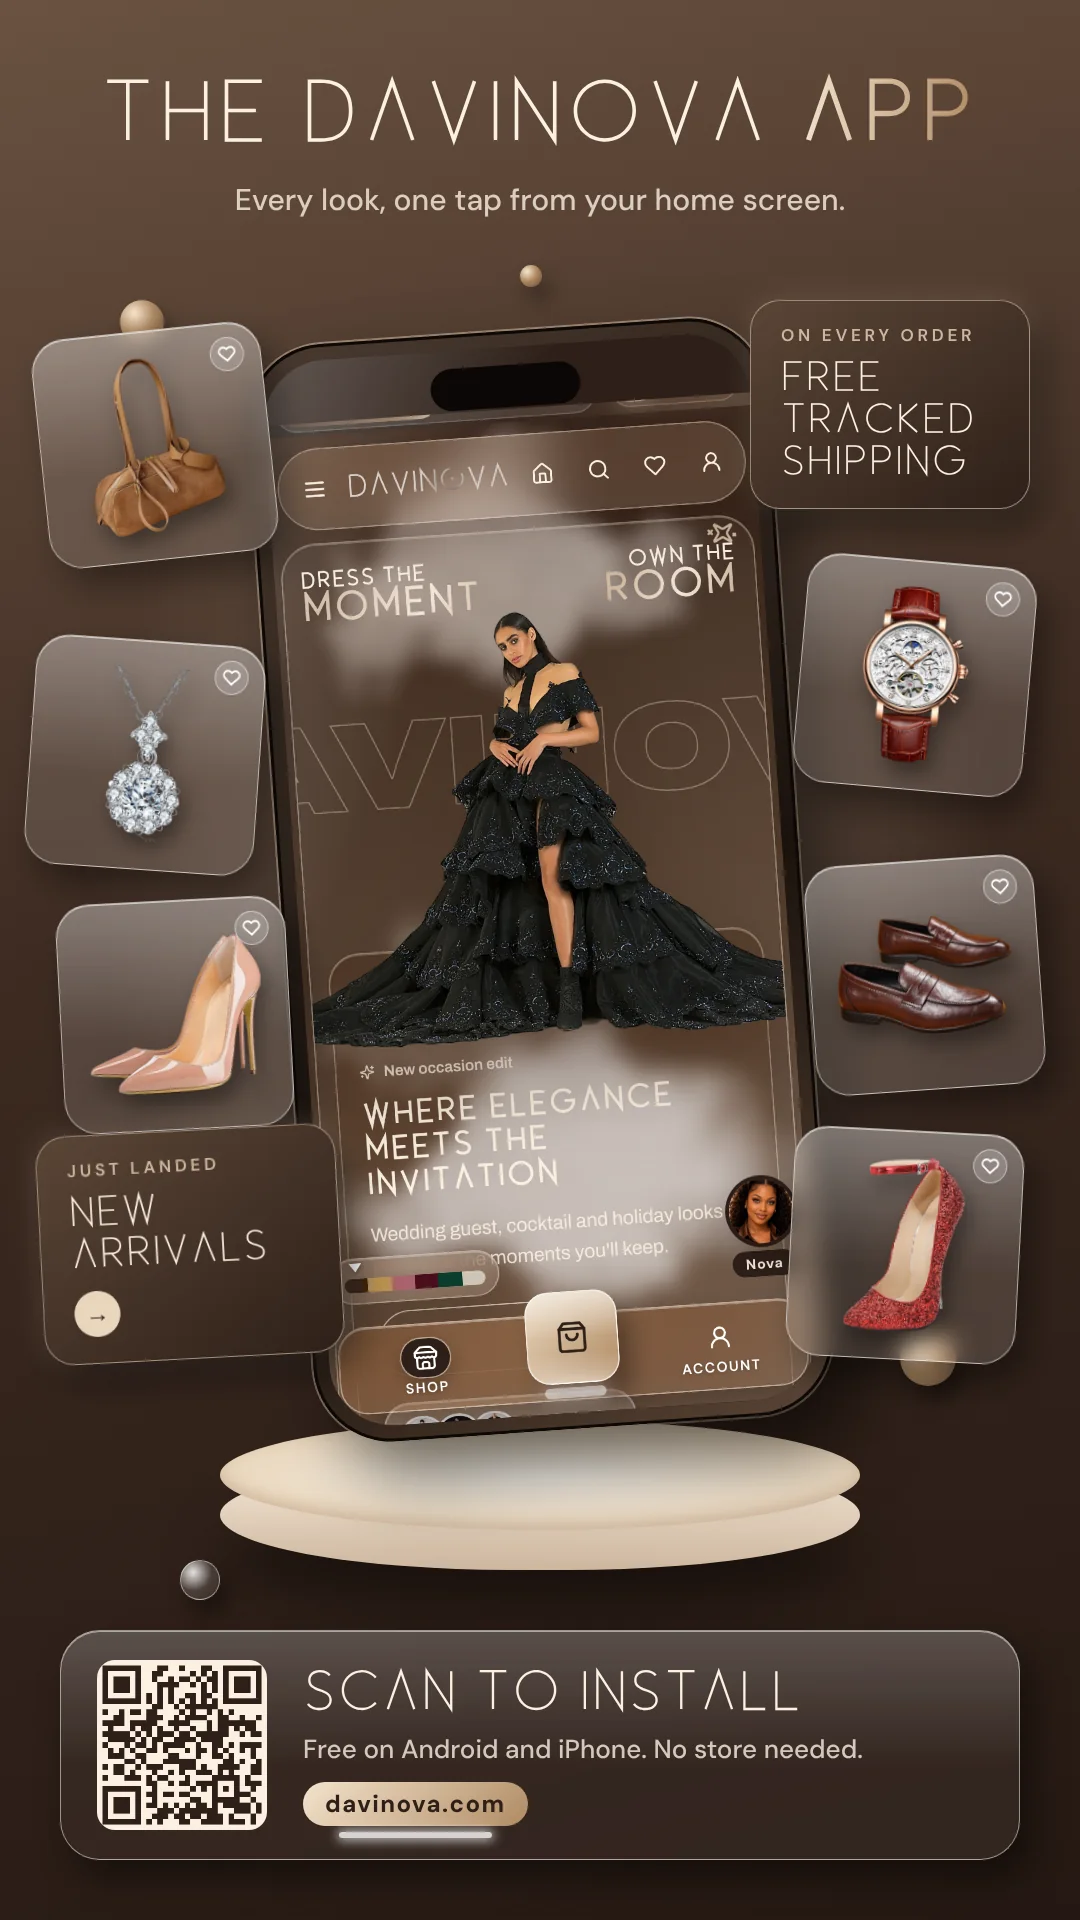 THE DAVINOVA APP
Every look, one tap from your home screen.
ON EVERY ORDER
FREE
TRACKED
SHIPPING
DAVINOVA
DRESS THE
MOMENT
OWN THE
ROOM
New occasion edit
WHERE ELEGANCE
MEETS THE
INVITATION
Wedding guest, cocktail and holiday looks
moments you'll keep.
Nova
JUST LANDED
NEW
ARRIVALS
→
SHOP
ACCOUNT
SCAN TO INSTALL
Free on Android and iPhone. No store needed.
davinova.com